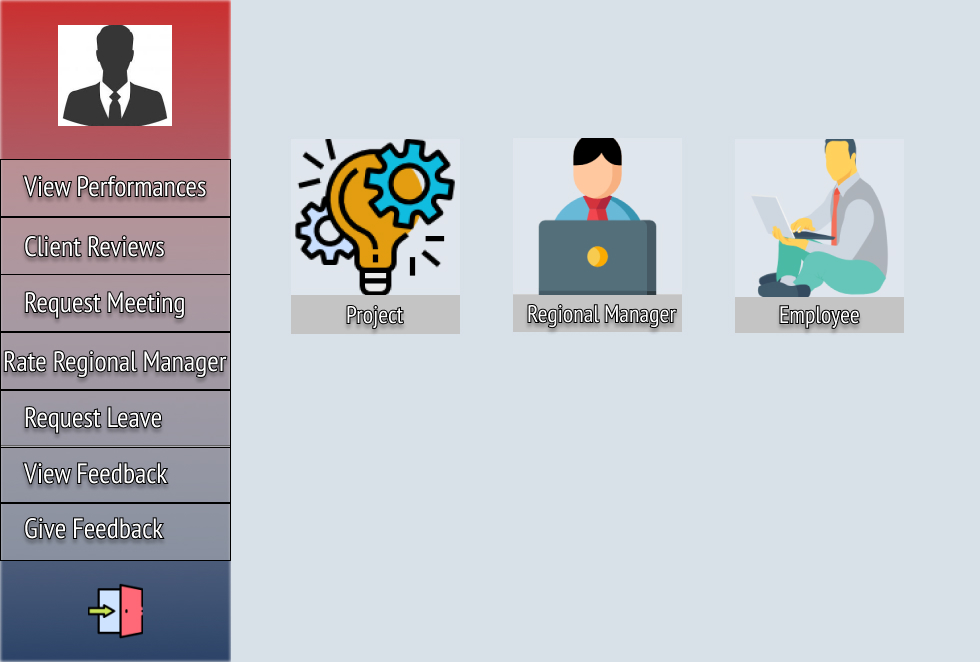 View Performances
Client Reviews
Request Meeting
Rate Regional Manager
Request Leave
View Feedback
Give Feedback
Project
Regional Manager
Employee